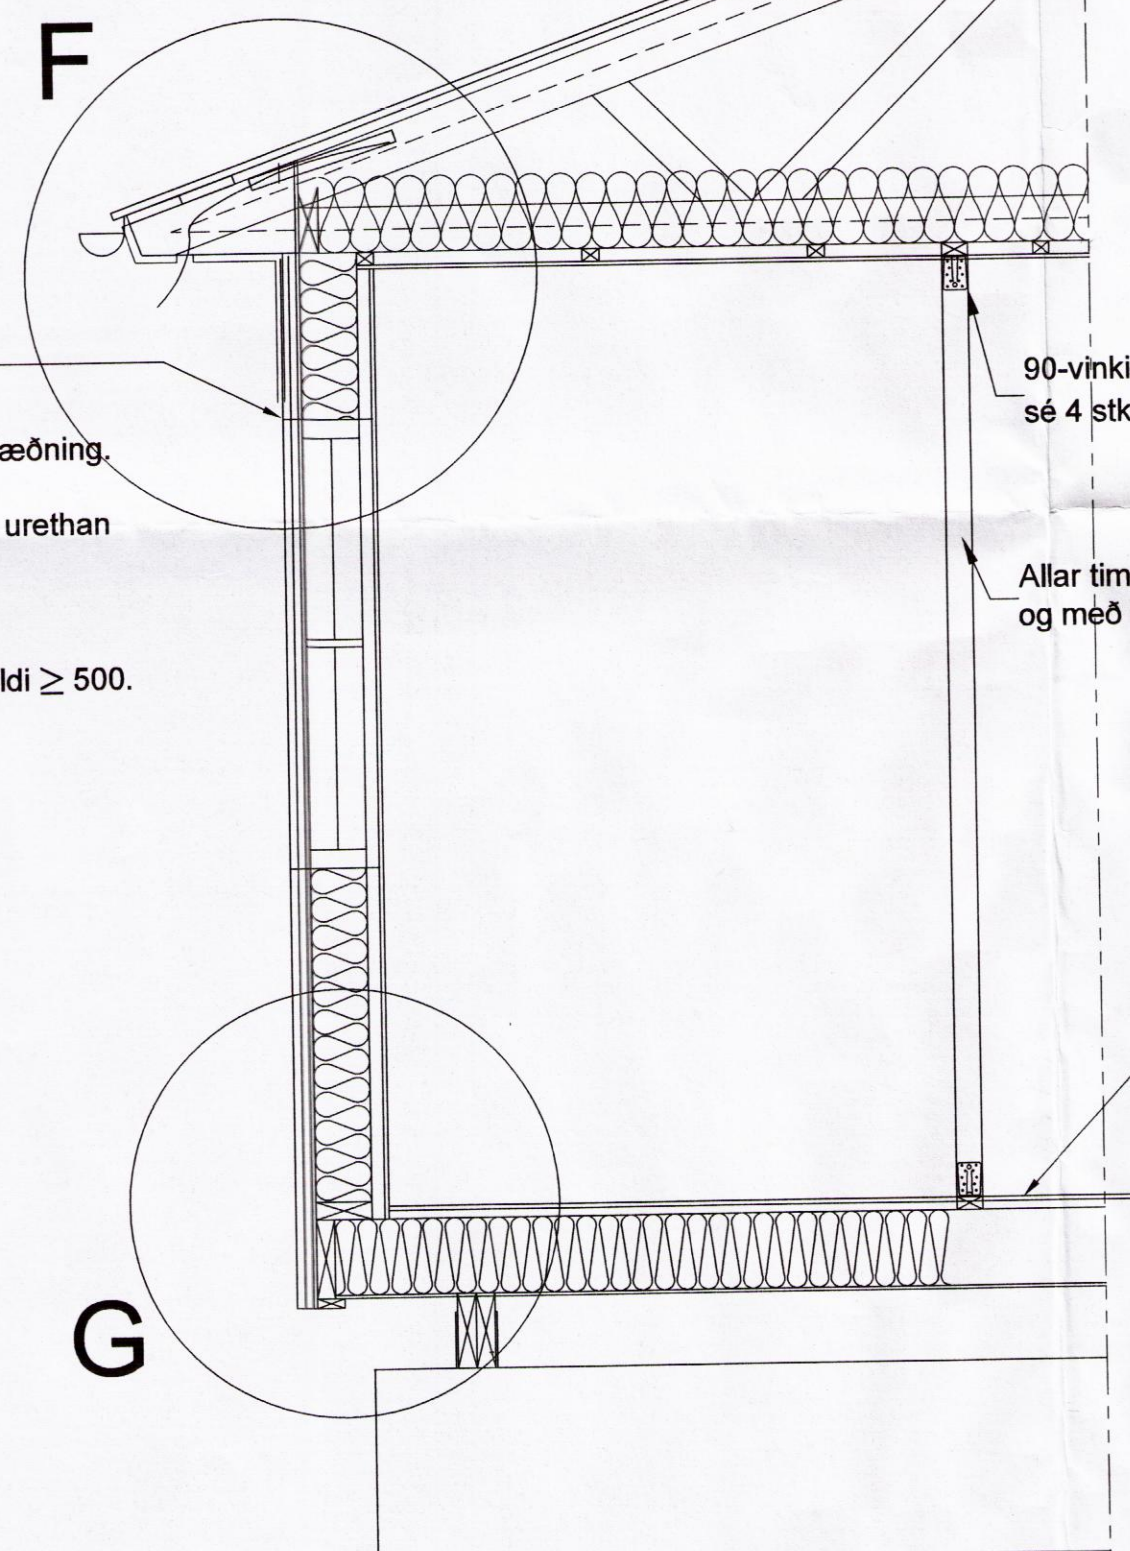 F
90-vinki
sé 4 stk
æðning.
urethan
Allar tim
og með
ldi ≥ 500.
G